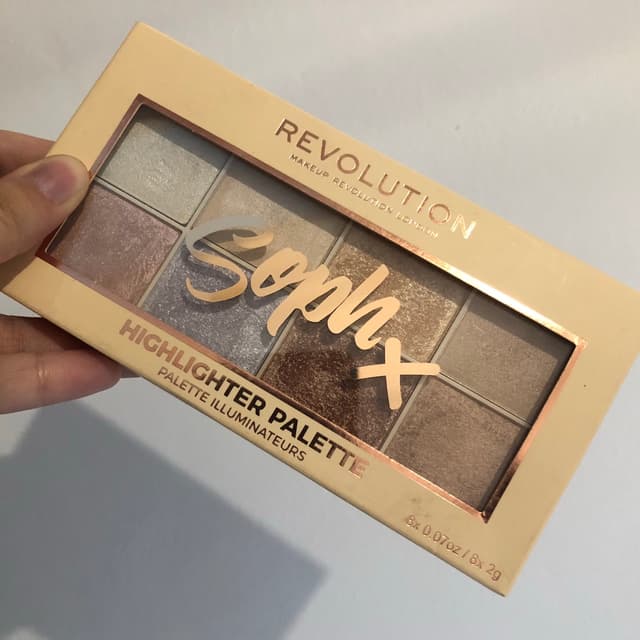 REVOLUTION
MAKEUP REVOLUTION LONDON
Soph
x
HIGHLIGHTER PALETTE
PALETTE ILLUMINATEURS
8x 0.07oz / 8x 2g